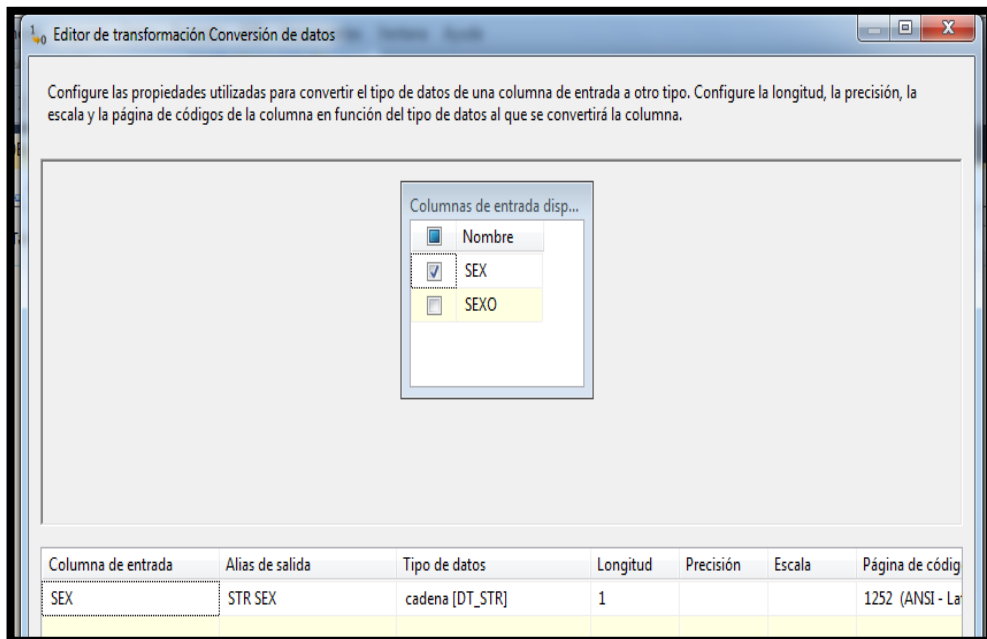 Editor de transformación Conversión de datos
Configure las propiedades utilizadas para convertir el tipo de datos de una columna de entrada a otro tipo. Configure la longitud, la precisión, la
escala y la página de códigos de la columna en función del tipo de datos al que se convertirá la columna.
Columnas de entrada disp...
Nombre
SEX
SEXO
Columna de entrada Alias de salida Tipo de datos Longitud Precisión Escala Página de códig
SEX STR SEX cadena [DT_STR] 1 1252 (ANSI - La